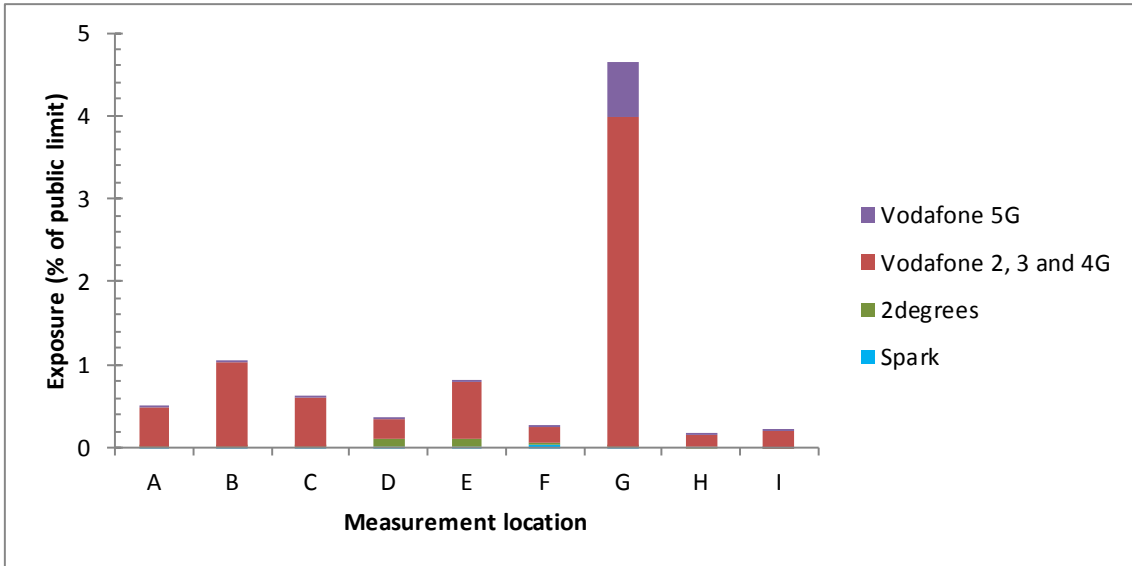 Exposure (% of public limit)
5
4
3
2
1
0
A B C D E F G H I
Measurement location
Vodafone 5G
Vodafone 2, 3 and 4G
2degrees
Spark